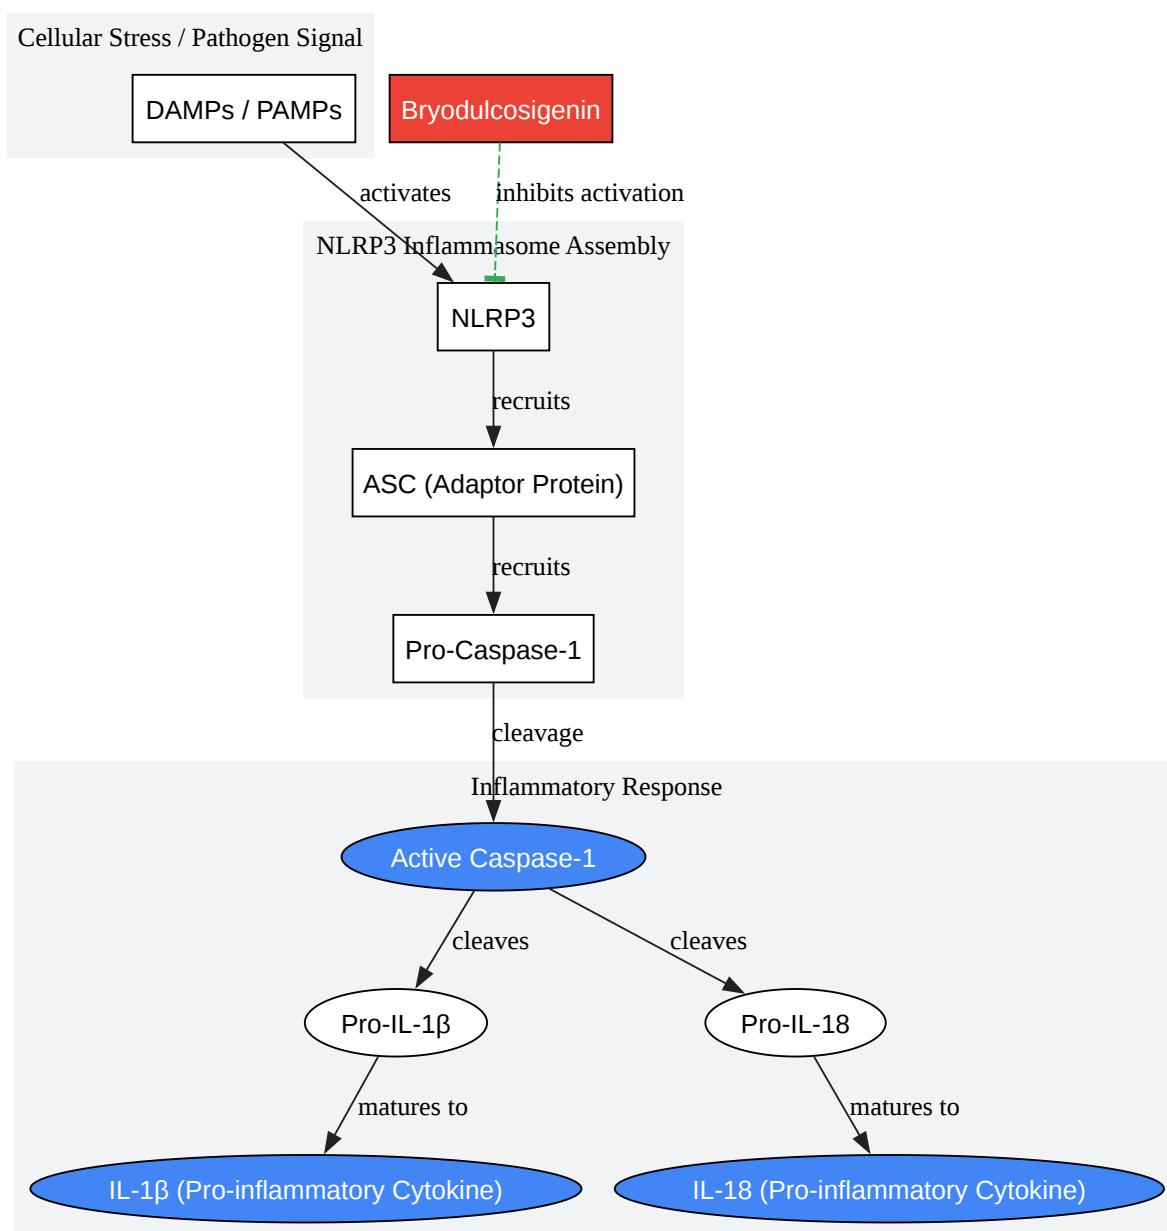 Cellular Stress / Pathogen Signal
DAMPs / PAMPs
Bryodulcosigenin
activates
inhibits activation
NLRP3 Inflammasome Assembly
NLRP3
recruits
ASC (Adaptor Protein)
recruits
Pro-Caspase-1
cleavage
Inflammatory Response
Active Caspase-1
cleaves
cleaves
Pro-IL-1β
Pro-IL-18
matures to
matures to
IL-1β (Pro-inflammatory Cytokine)
IL-18 (Pro-inflammatory Cytokine)